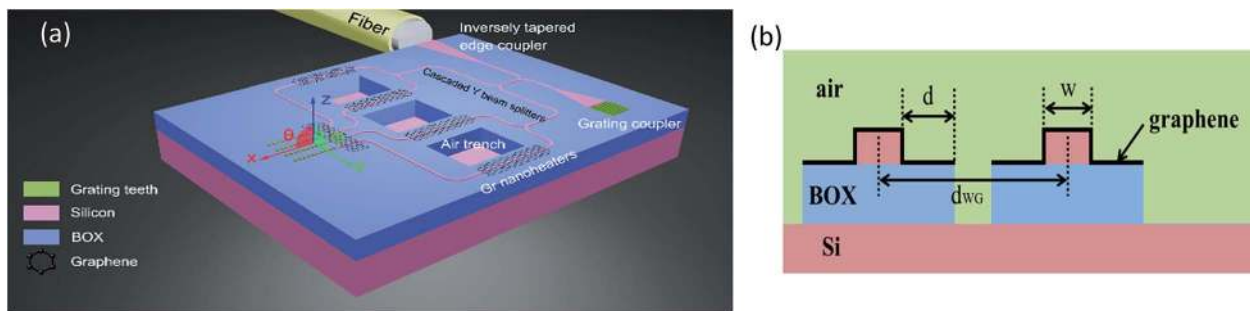 (a)
Fiber
Inversely tapered
edge coupler
Cascaded Y beam splitters
Grating coupler
Air trench
Gr nanoheaters
Z
θ
X
Grating teeth
Silicon
BOX
Graphene
(b)
air
d
w
graphene
BOX
dWG
Si